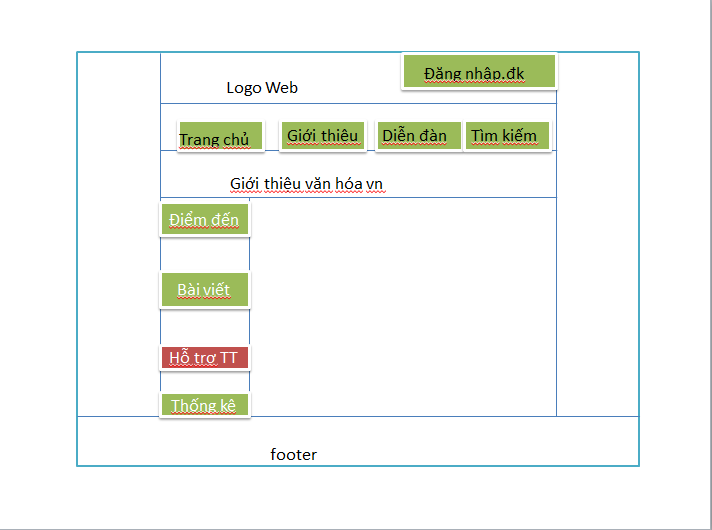 Đăng nhập.đk
Logo Web
Trang chủ
Giới thiệu
Diễn đàn
Tìm kiếm
Giới thiệu văn hóa vn
Điểm đến
Bài viết
Hỗ trợ TT
Thống kê
footer